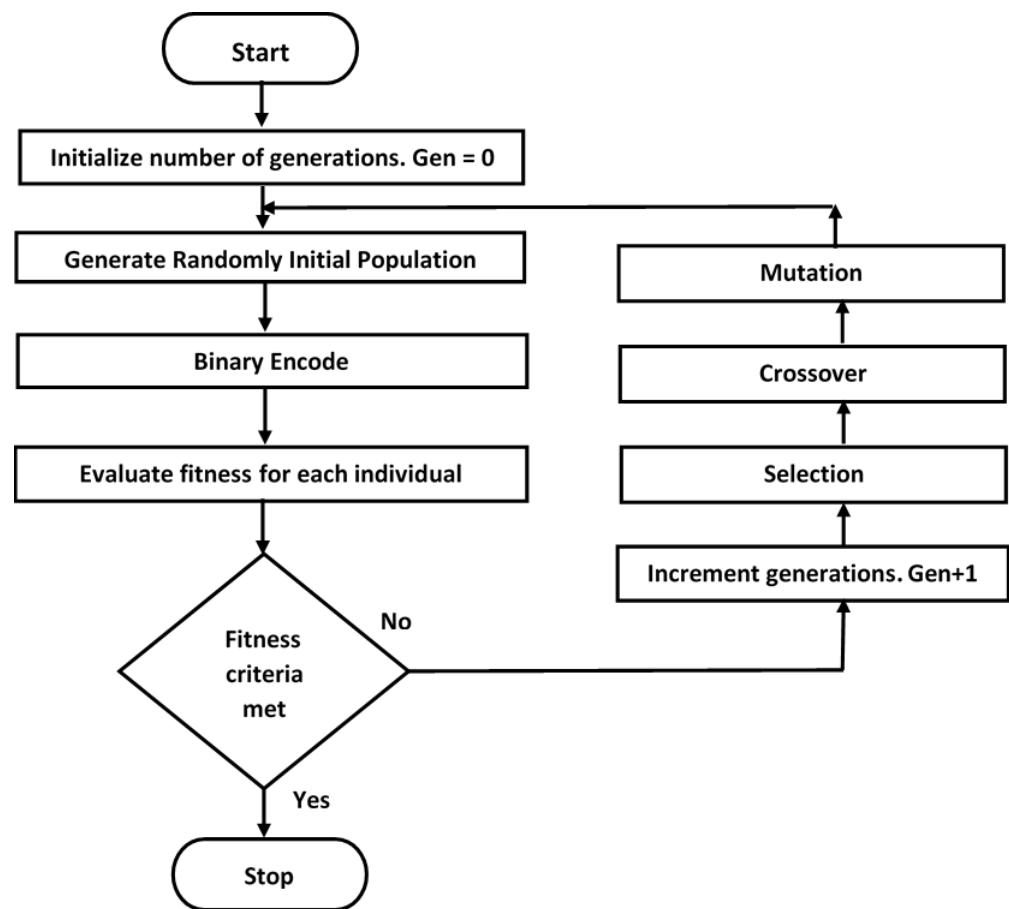 Start
Initialize number of generations. Gen = 0
Generate Randomly Initial Population
Binary Encode
Evaluate fitness for each individual
Fitness
criteria
met
No
Yes
Stop
Increment generations. Gen+1
Selection
Crossover
Mutation